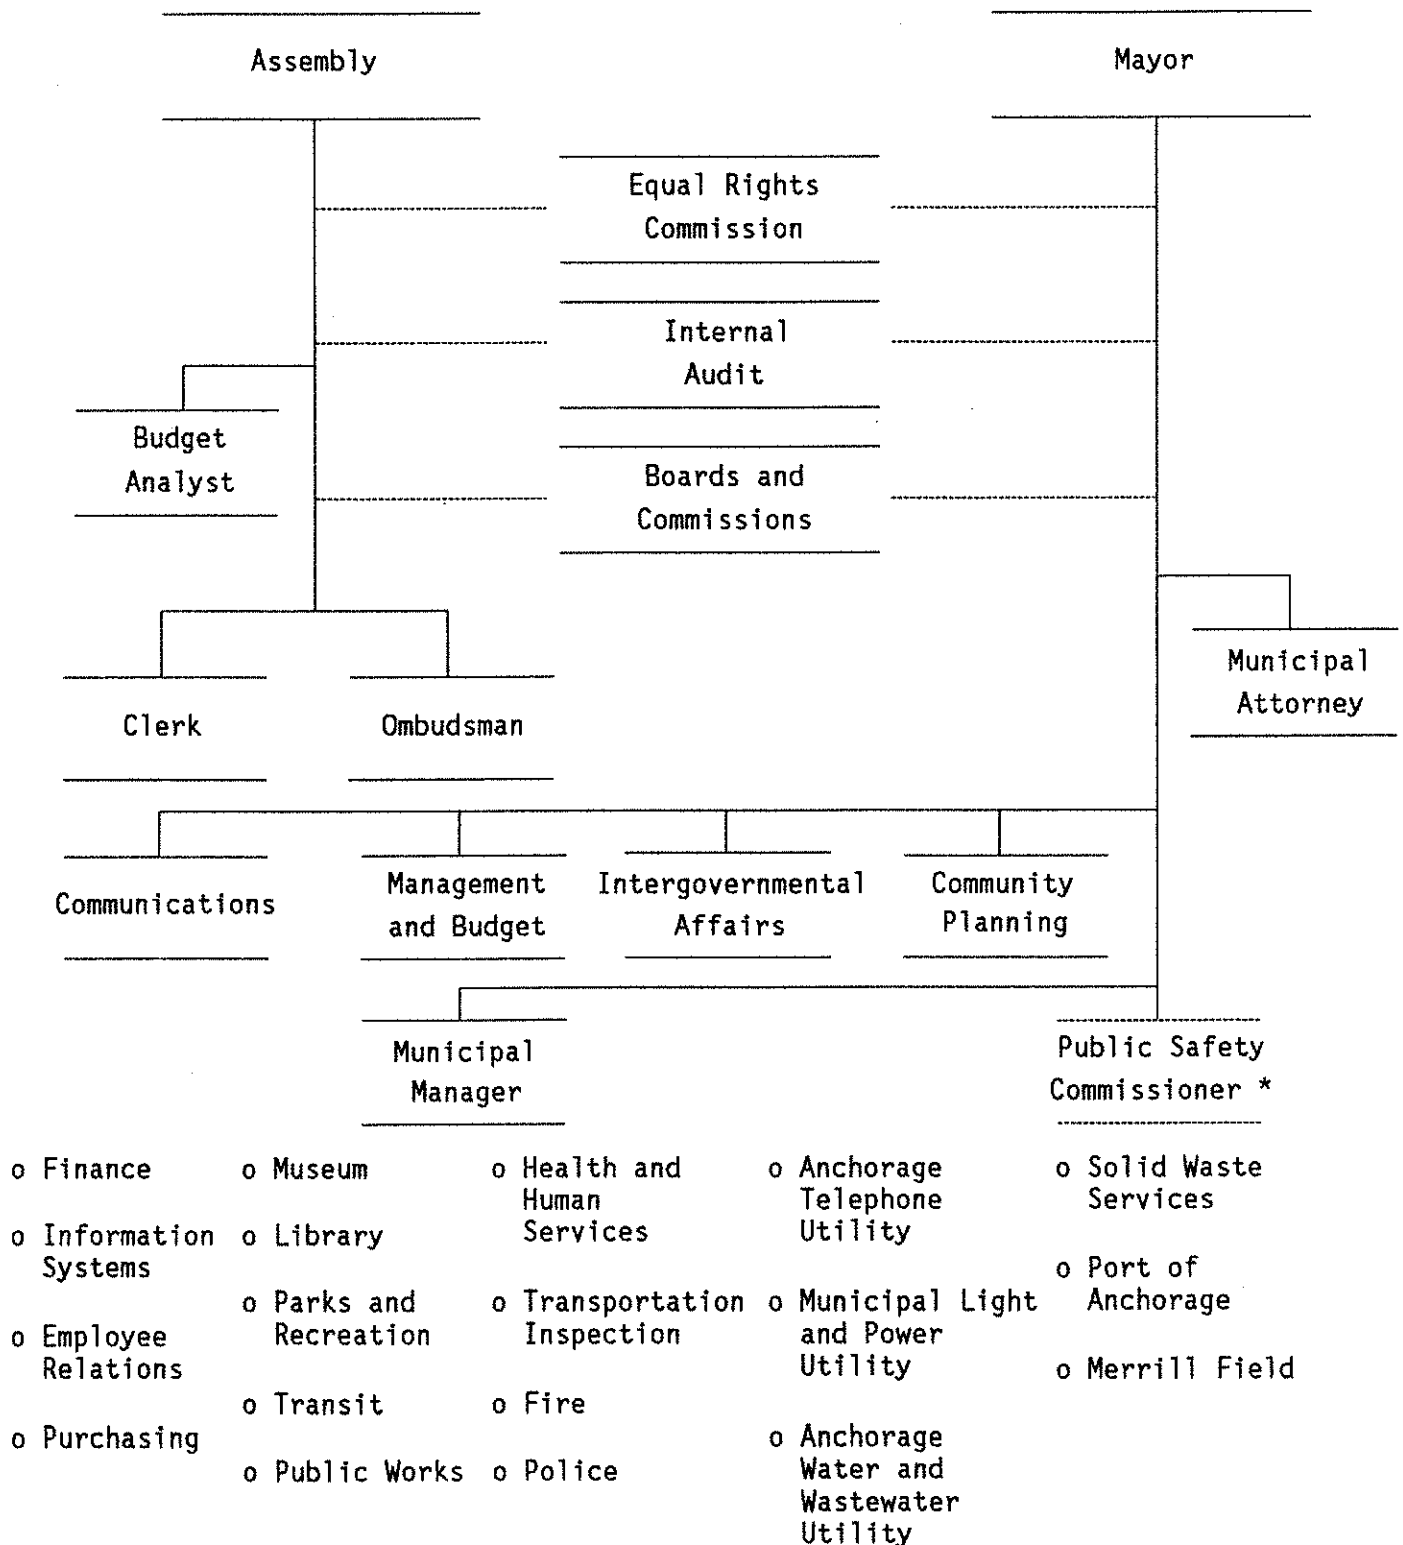 Assembly
Mayor
Equal Rights
Commission
Internal
Audit
Budget
Analyst
Boards and
Commissions
Municipal
Attorney
Clerk
Ombudsman
Communications
Management
and Budget
Intergovernmental
Affairs
Community
Planning
Municipal
Manager
Public Safety
Commissioner *
o Finance
o Information
Systems
o Employee
Relations
o Purchasing
o Museum
o Library
o Parks and
Recreation
o Transit
o Public Works
o Health and
Human
Services
o Transportation
Inspection
o Fire
o Police
o Anchorage
Telephone
Utility
o Municipal Light
and Power
Utility
o Anchorage
Water and
Wastewater
Utility
o Solid Waste
Services
o Port of
Anchorage
o Merrill Field